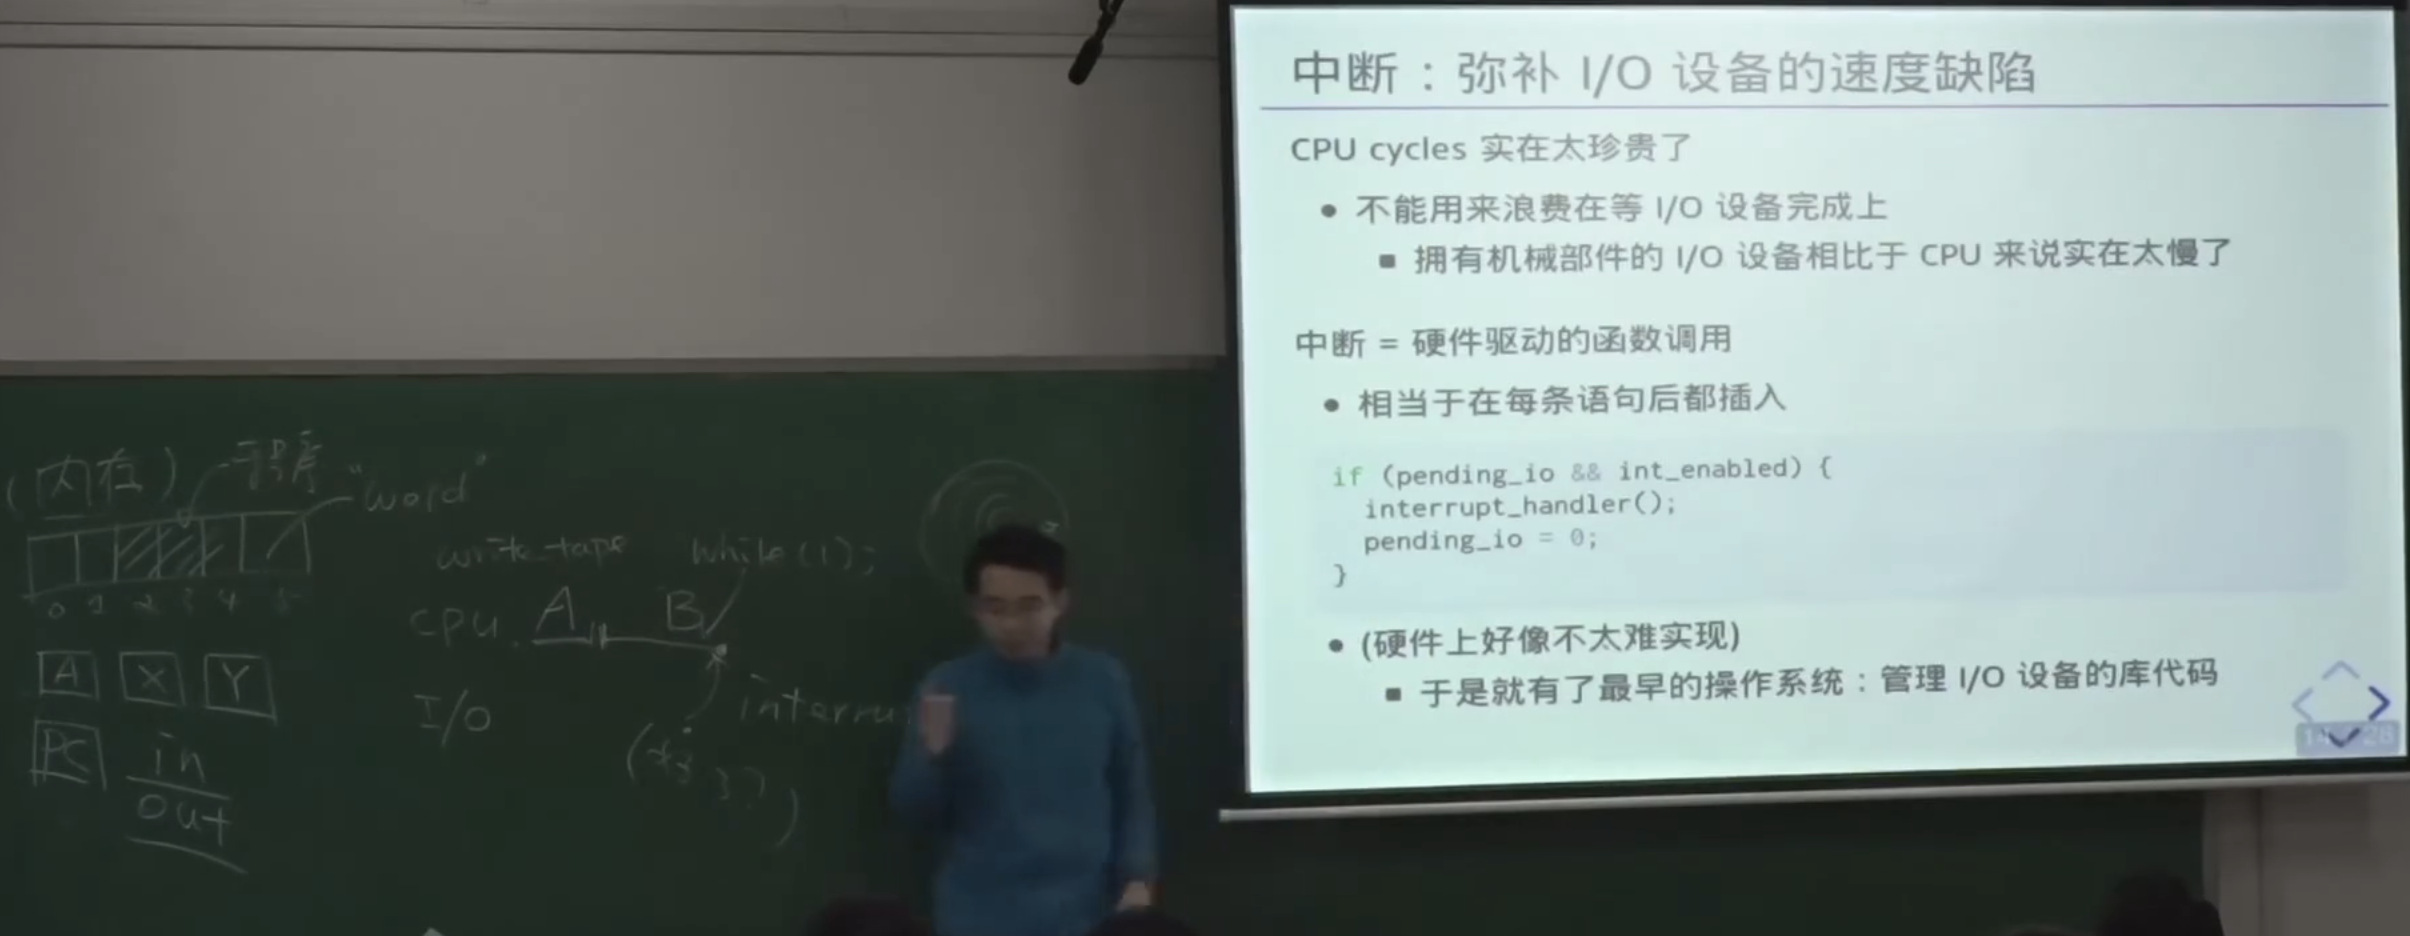 中断：弥补 I/O 设备的速度缺陷
CPU cycles 实在太珍贵了
● 不能用来浪费在等 I/O 设备完成上
■ 拥有机械部件的 I/O 设备相比于 CPU 来说实在太慢了
中断 = 硬件驱动的函数调用
● 相当于在每条语句后都插入
if (pending_io && int_enabled) {
interrupt_handler();
pending_io = 0;
}
● (硬件上好像不太难实现)
■ 于是就有了最早的操作系统：管理 I/O 设备的库代码
(内存) 程序
"word"
0 1 2 3 4 5
A X Y
PC in
out
write_tape while(1);
CPU. A B
I/O